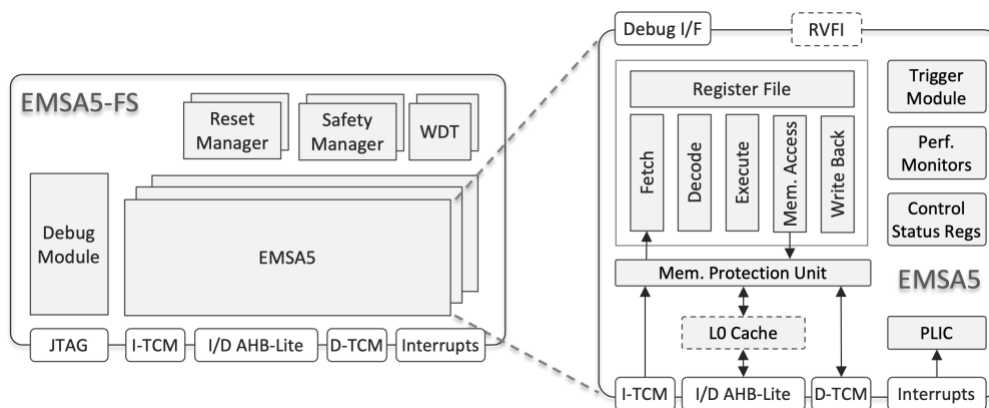 EMSA5-FS
Reset
Manager
Safety
Manager
WDT
Debug
Module
EMSA5
JTAG
I-TCM
I/D AHB-Lite
D-TCM
Interrupts
Debug I/F
RVFI
Register File
Fetch
Decode
Execute
Mem. Access
Write Back
Trigger
Module
Perf.
Monitors
Control
Status Regs
Mem. Protection Unit
EMSA5
L0 Cache
PLIC
I-TCM
I/D AHB-Lite
D-TCM
Interrupts